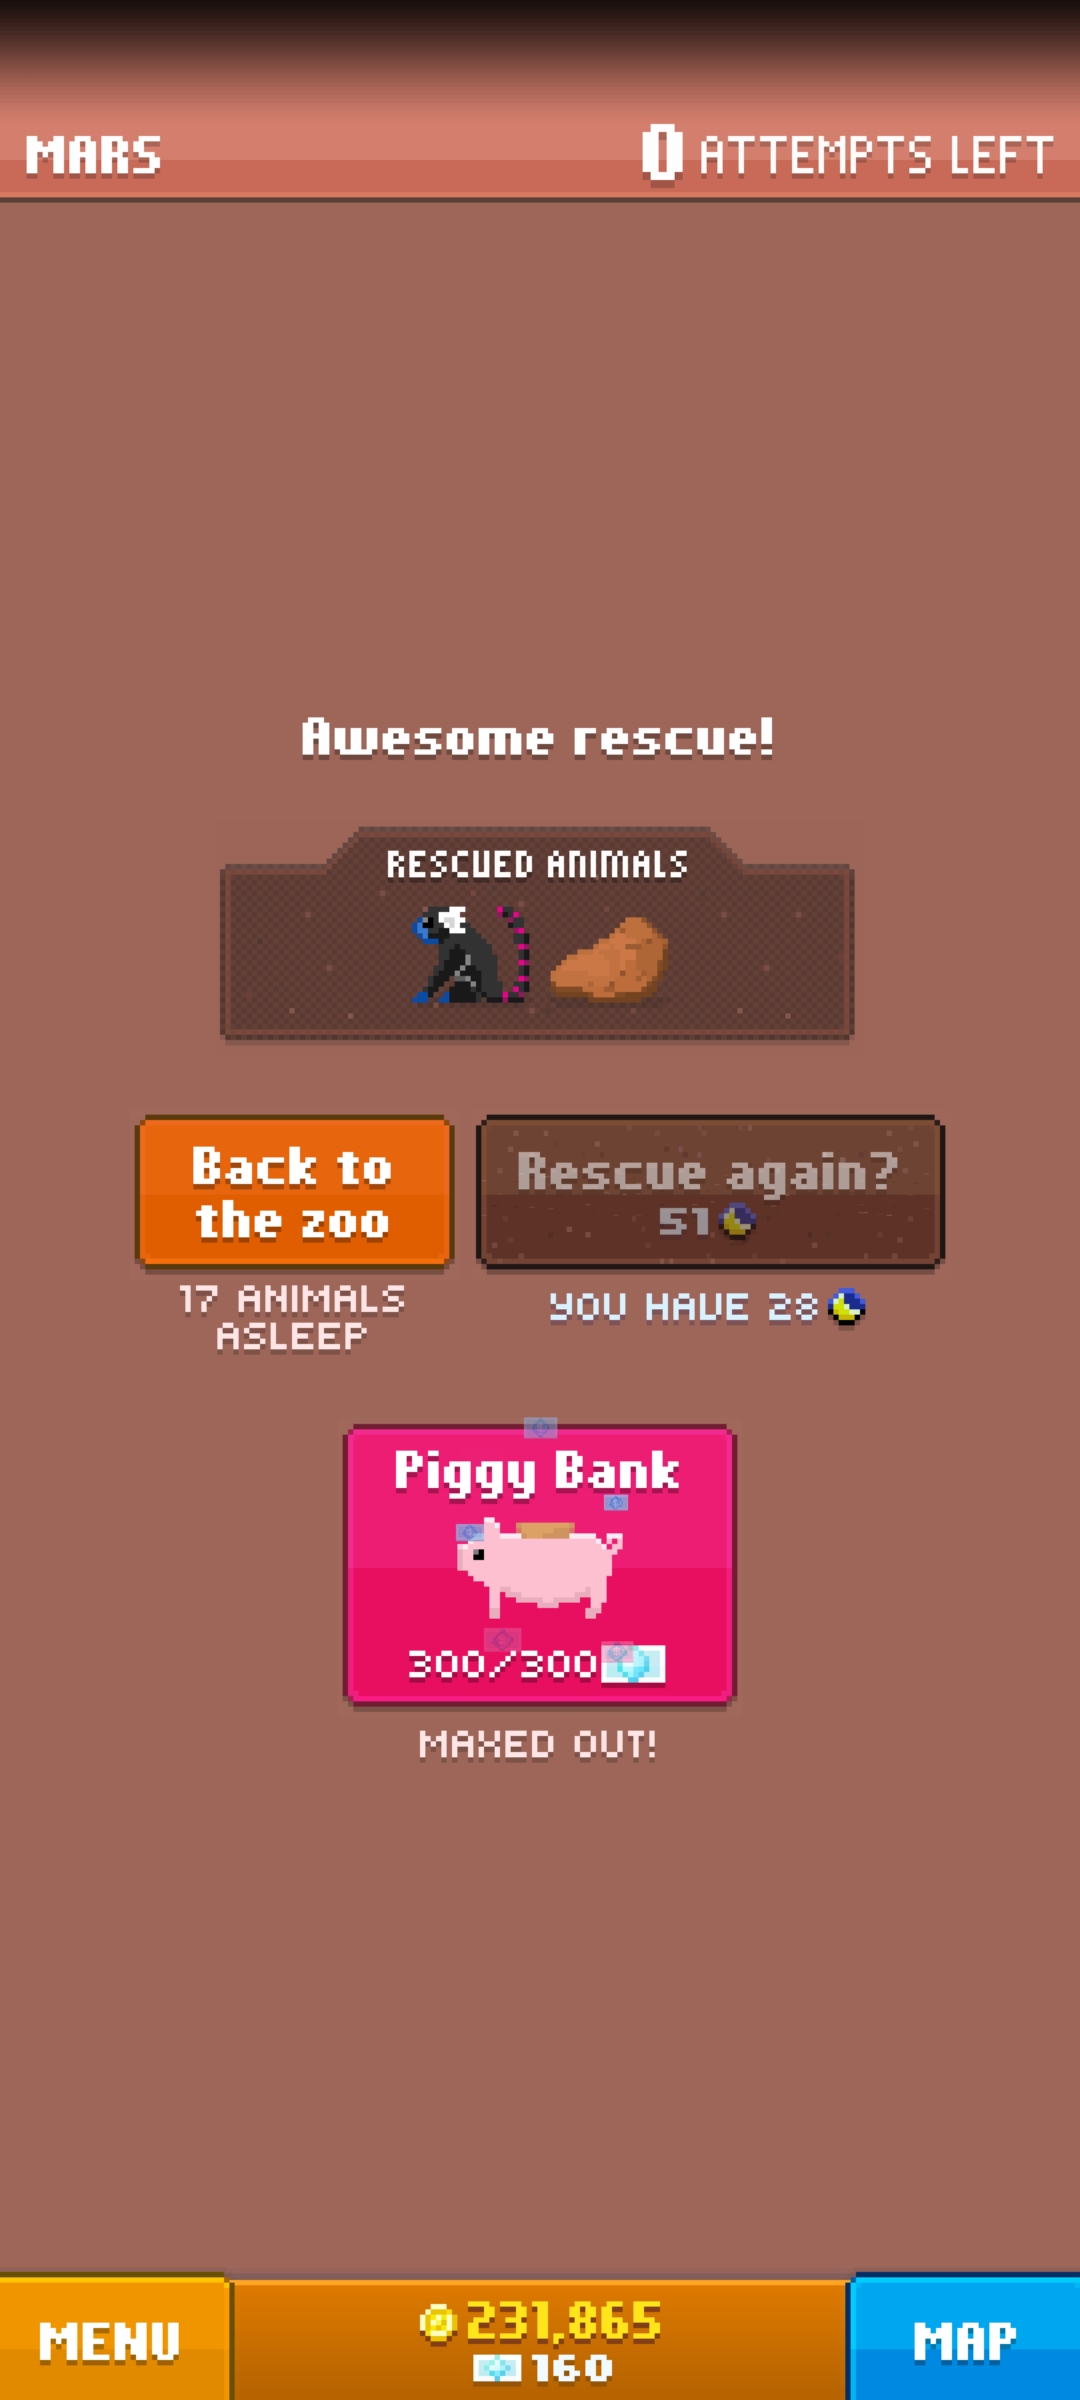 MARS
0 ATTEMPTS LEFT
Awesome rescue!
RESCUED ANIMALS
Back to
the zoo
Rescue again?
51
17 ANIMALS
ASLEEP
YOU HAVE 28
Piggy Bank
300/300
MAXED OUT!
MENU
231,865
160
MAP